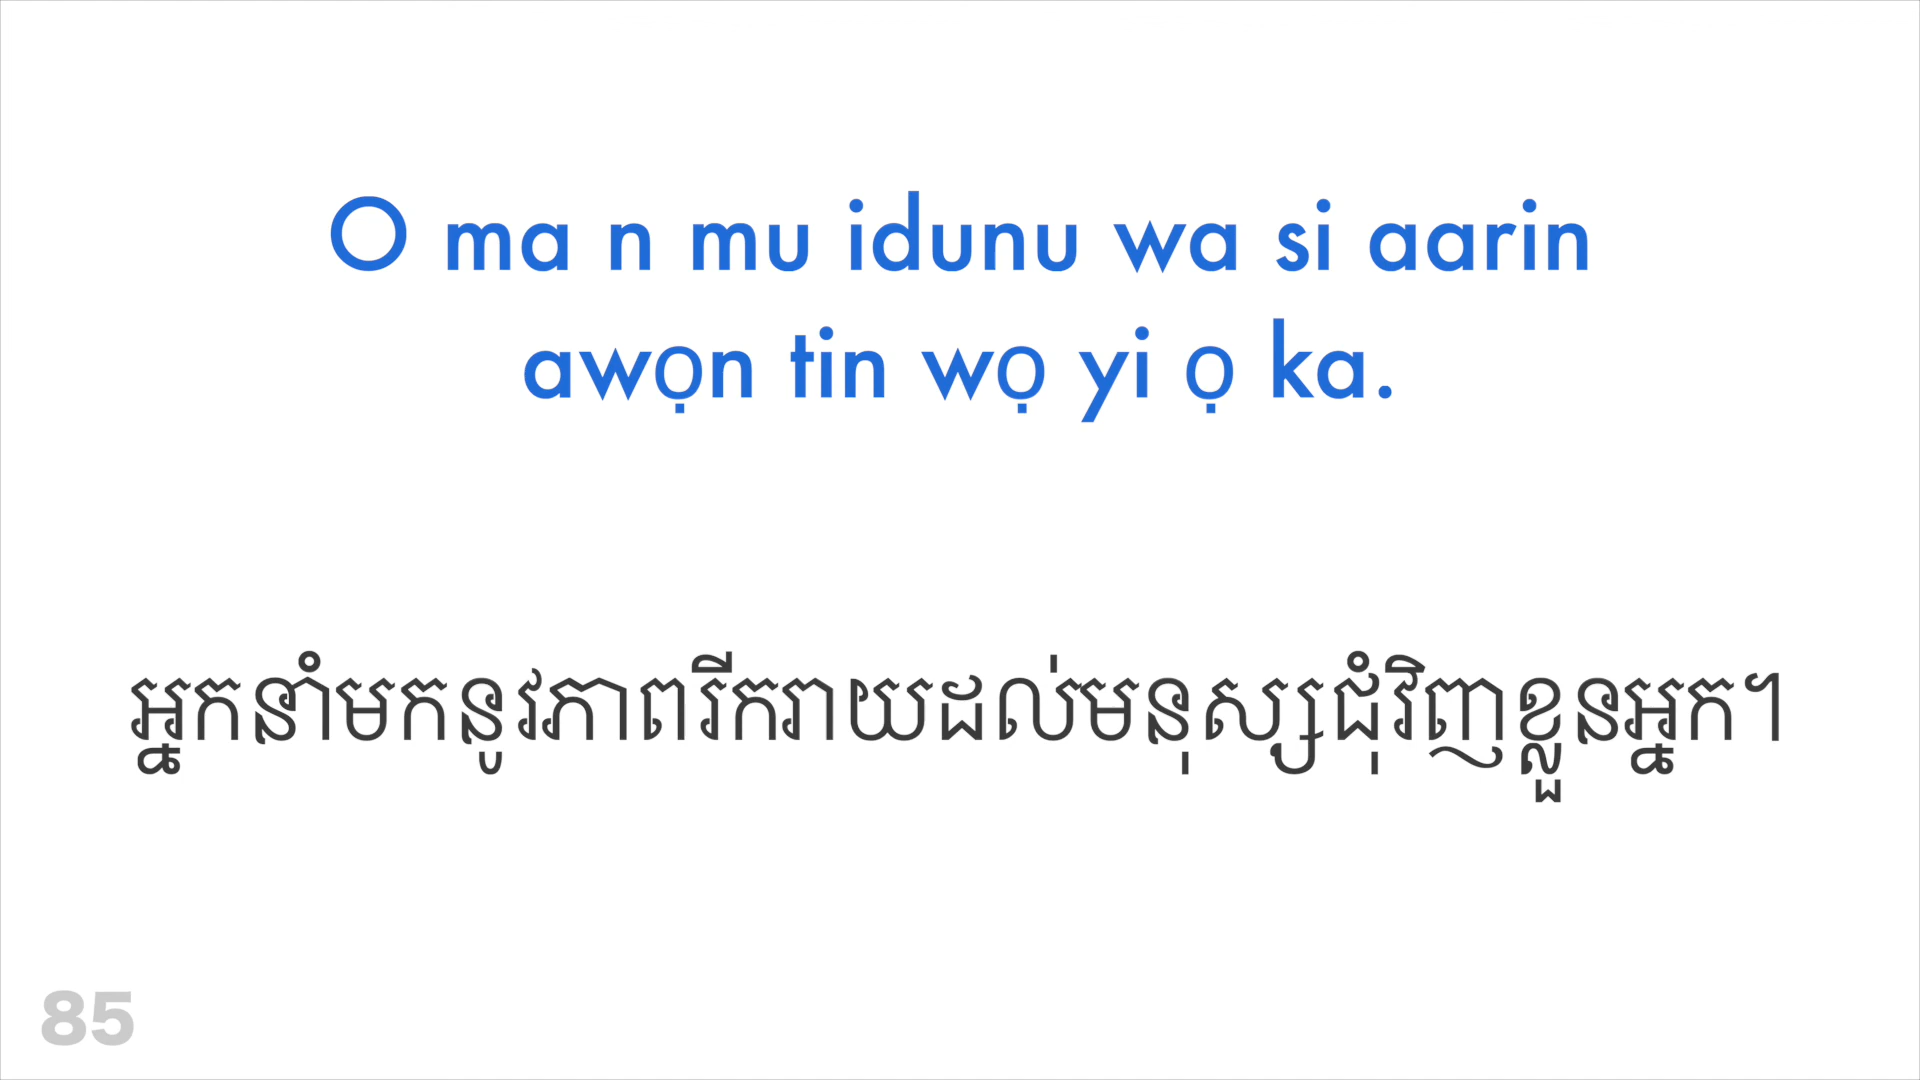 O ma n mu idunu wa si aarin
awọn tin wọ yi ọ ka.
អ្នកនាំមកនូវភាពរីករាយដល់មនុស្សជុំវិញខ្លួនអ្នក។
85